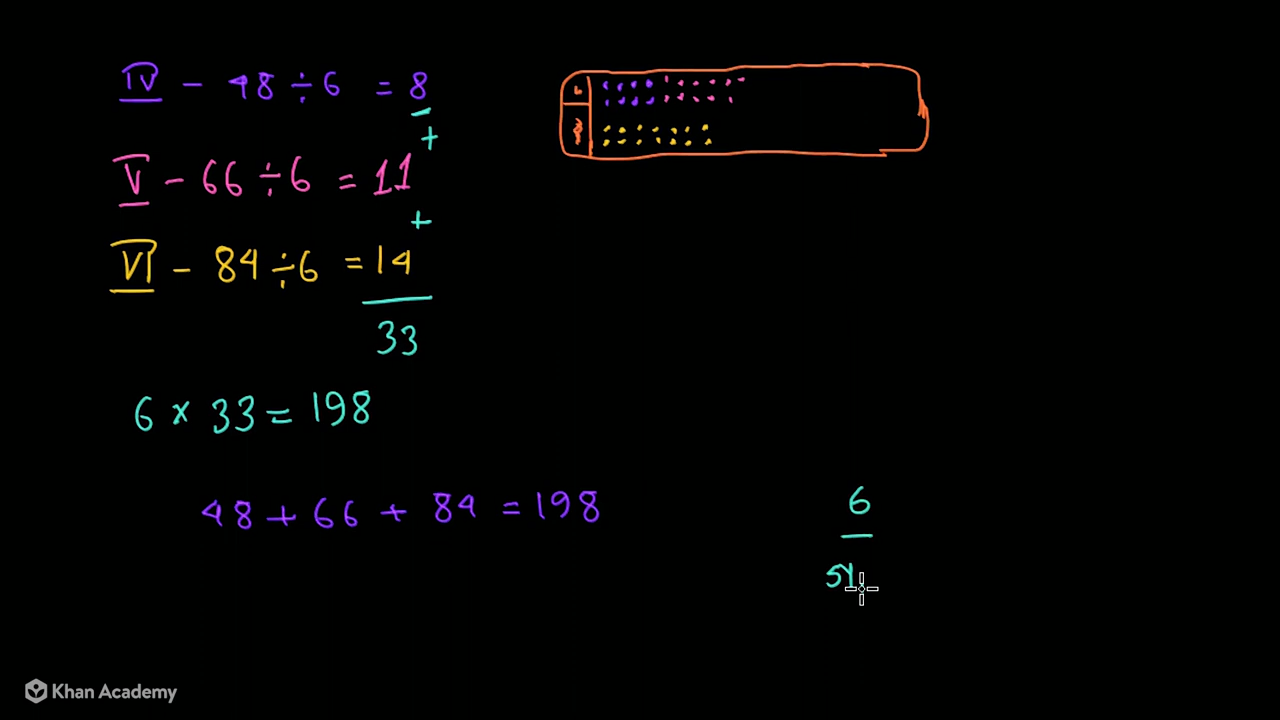 IV - 48 ÷ 6 = 8
+
V - 66 ÷ 6 = 11
+
VI - 84 ÷ 6 = 14
33
6 × 33 = 198
48 + 66 + 84 = 198
6
Khan Academy